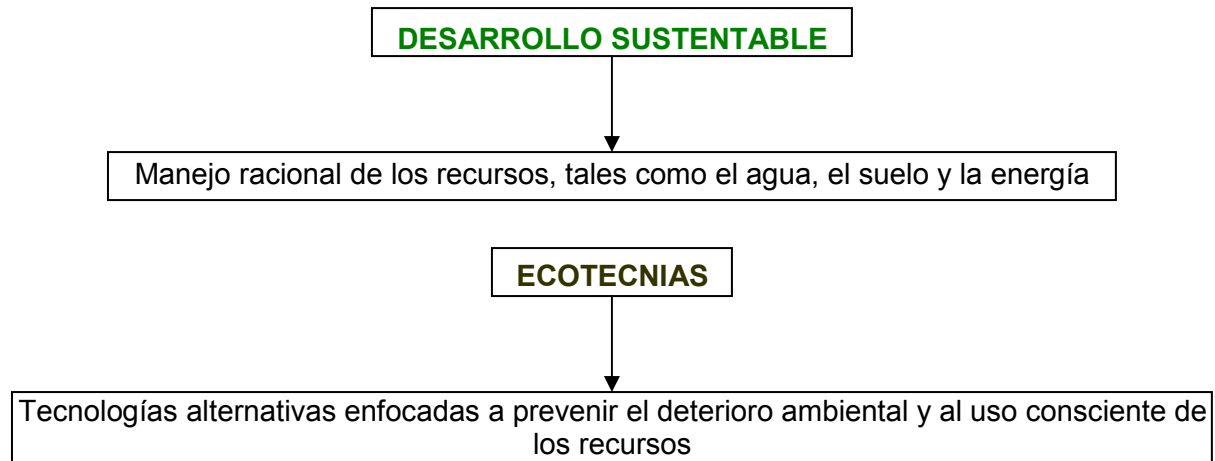 DESARROLLO SUSTENTABLE
Manejo racional de los recursos, tales como el agua, el suelo y la energía
ECOTECNIAS
Tecnologías alternativas enfocadas a prevenir el deterioro ambiental y al uso consciente de
los recursos